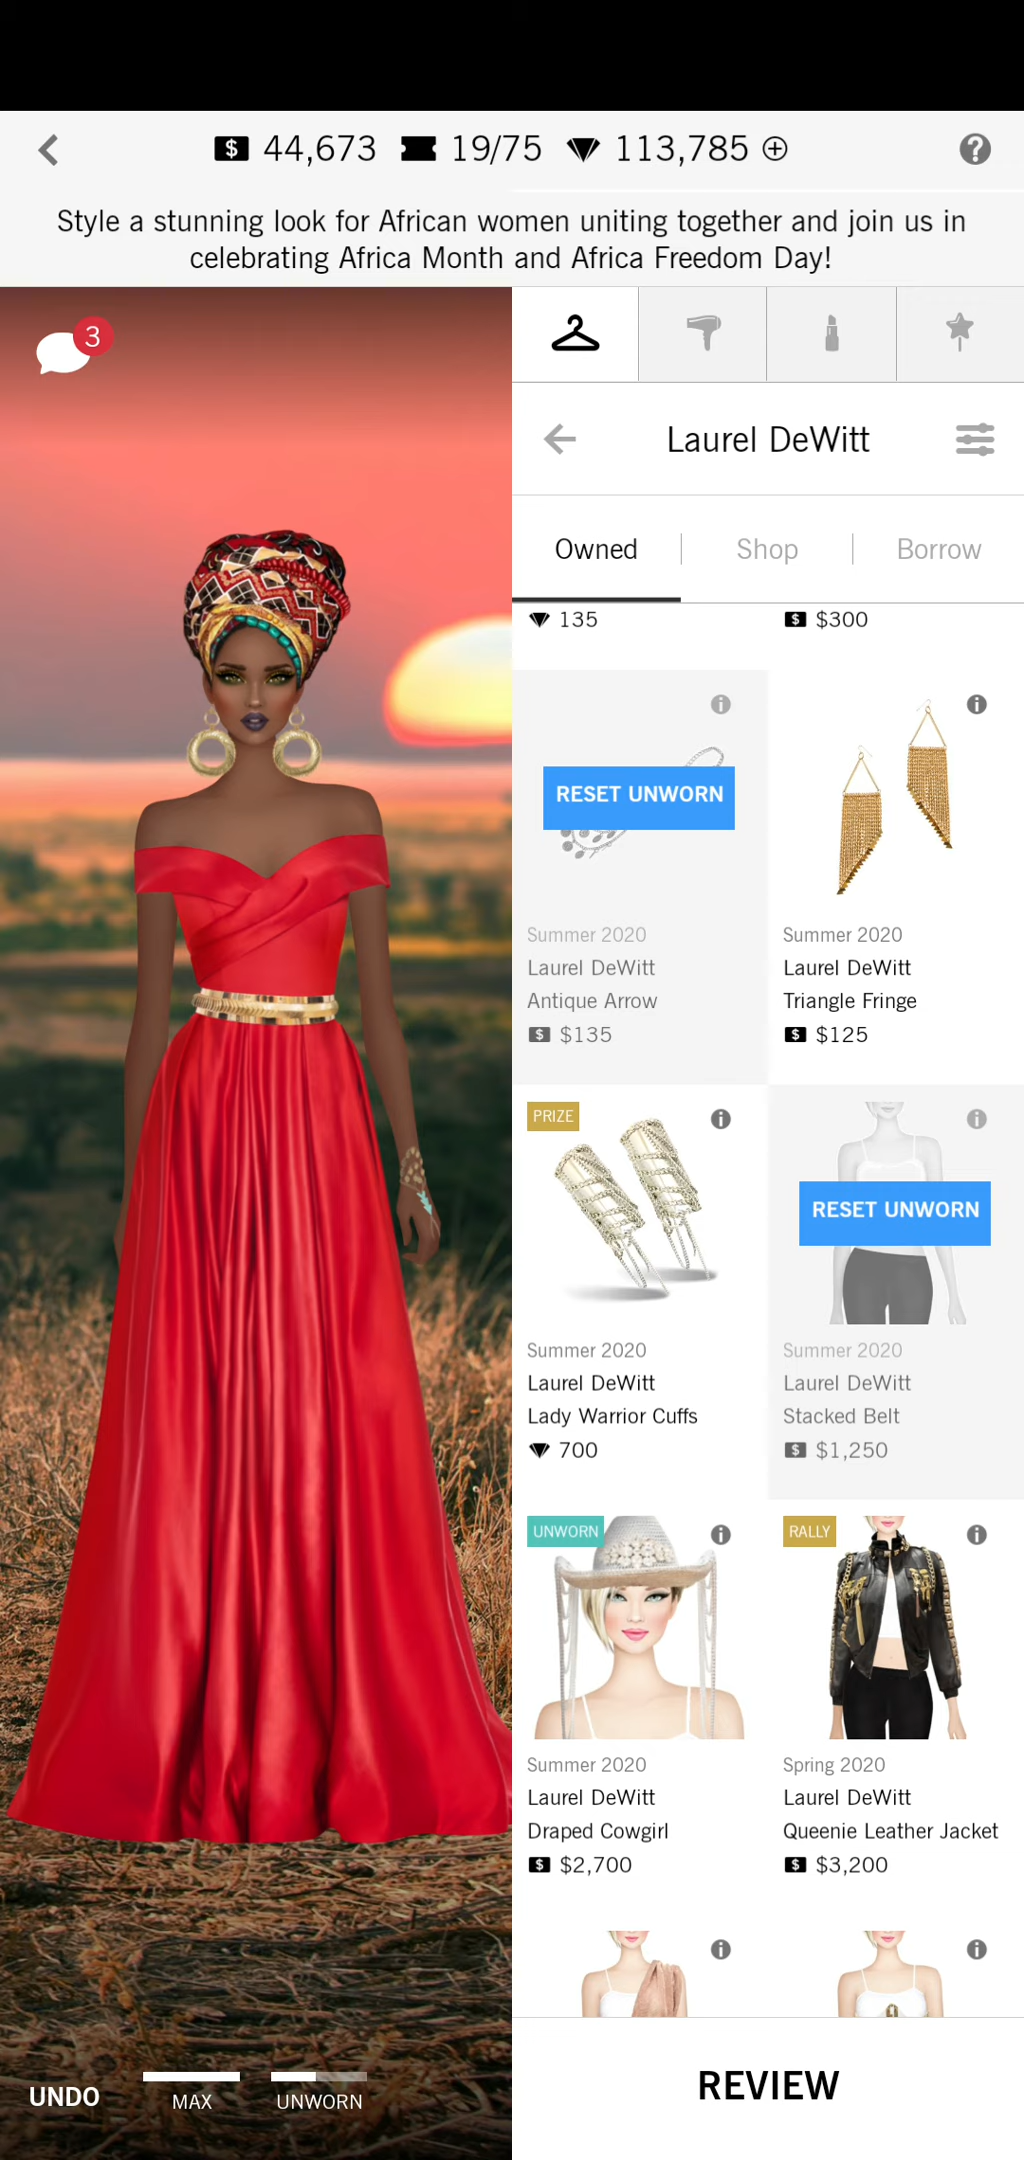 $ 44,673 19/75 113,785
Style a stunning look for African women uniting together and join us in
celebrating Africa Month and Africa Freedom Day!
3
Laurel DeWitt
Owned
Shop
Borrow
135
$ $300
RESET UNWORN
Summer 2020
Laurel DeWitt
Antique Arrow
$ $135
Summer 2020
Laurel DeWitt
Triangle Fringe
$ $125
PRIZE
Summer 2020
Laurel DeWitt
Lady Warrior Cuffs
700
RESET UNWORN
Summer 2020
Laurel DeWitt
Stacked Belt
$ $1,250
UNWORN
Summer 2020
Laurel DeWitt
Draped Cowgirl
$ $2,700
RALLY
Spring 2020
Laurel DeWitt
Queenie Leather Jacket
$ $3,200
UNDO
MAX
UNWORN
REVIEW